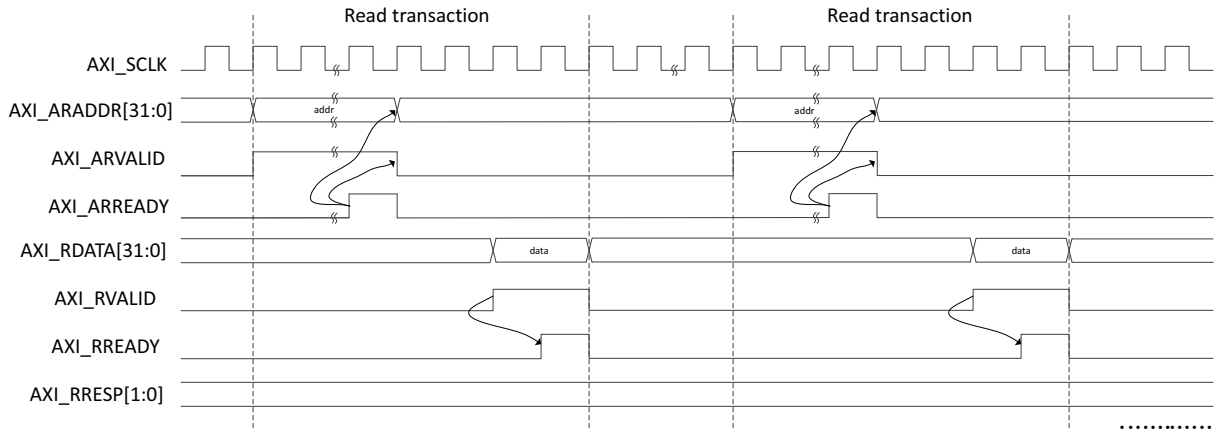 Read transaction Read transaction
AXI_SCLK
AXI_ARADDR[31:0] addr addr
AXI_ARVALID
AXI_ARREADY
AXI_RDATA[31:0] data data
AXI_RVALID
AXI_RREADY
AXI_RRESP[1:0]